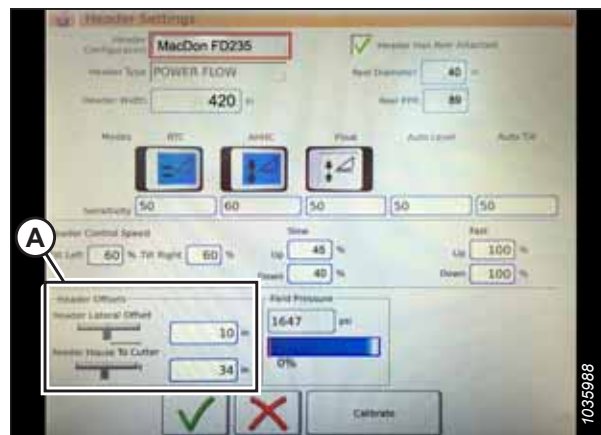 Header Settings
Header Configuration MacDon FD235 Header Has Reel Attached
Header Type POWER FLOW Reel Diameter 40 in
Header Width 420 in Reel PPR 89
Modes RTC AHHC Float Auto Level Auto Tilt
Sensitivity 50 60 50 50 50
A
Header Control Speed Slow Fast
Tilt Left 60 % Tilt Right 60 % Up 45 % Up 100 %
Down 40 % Down 100 %
Header Offsets Field Pressure
Header Lateral Offset 1647 psi
10 in
Feeder House To Cutter 0%
34 in
Calibrate
1035988